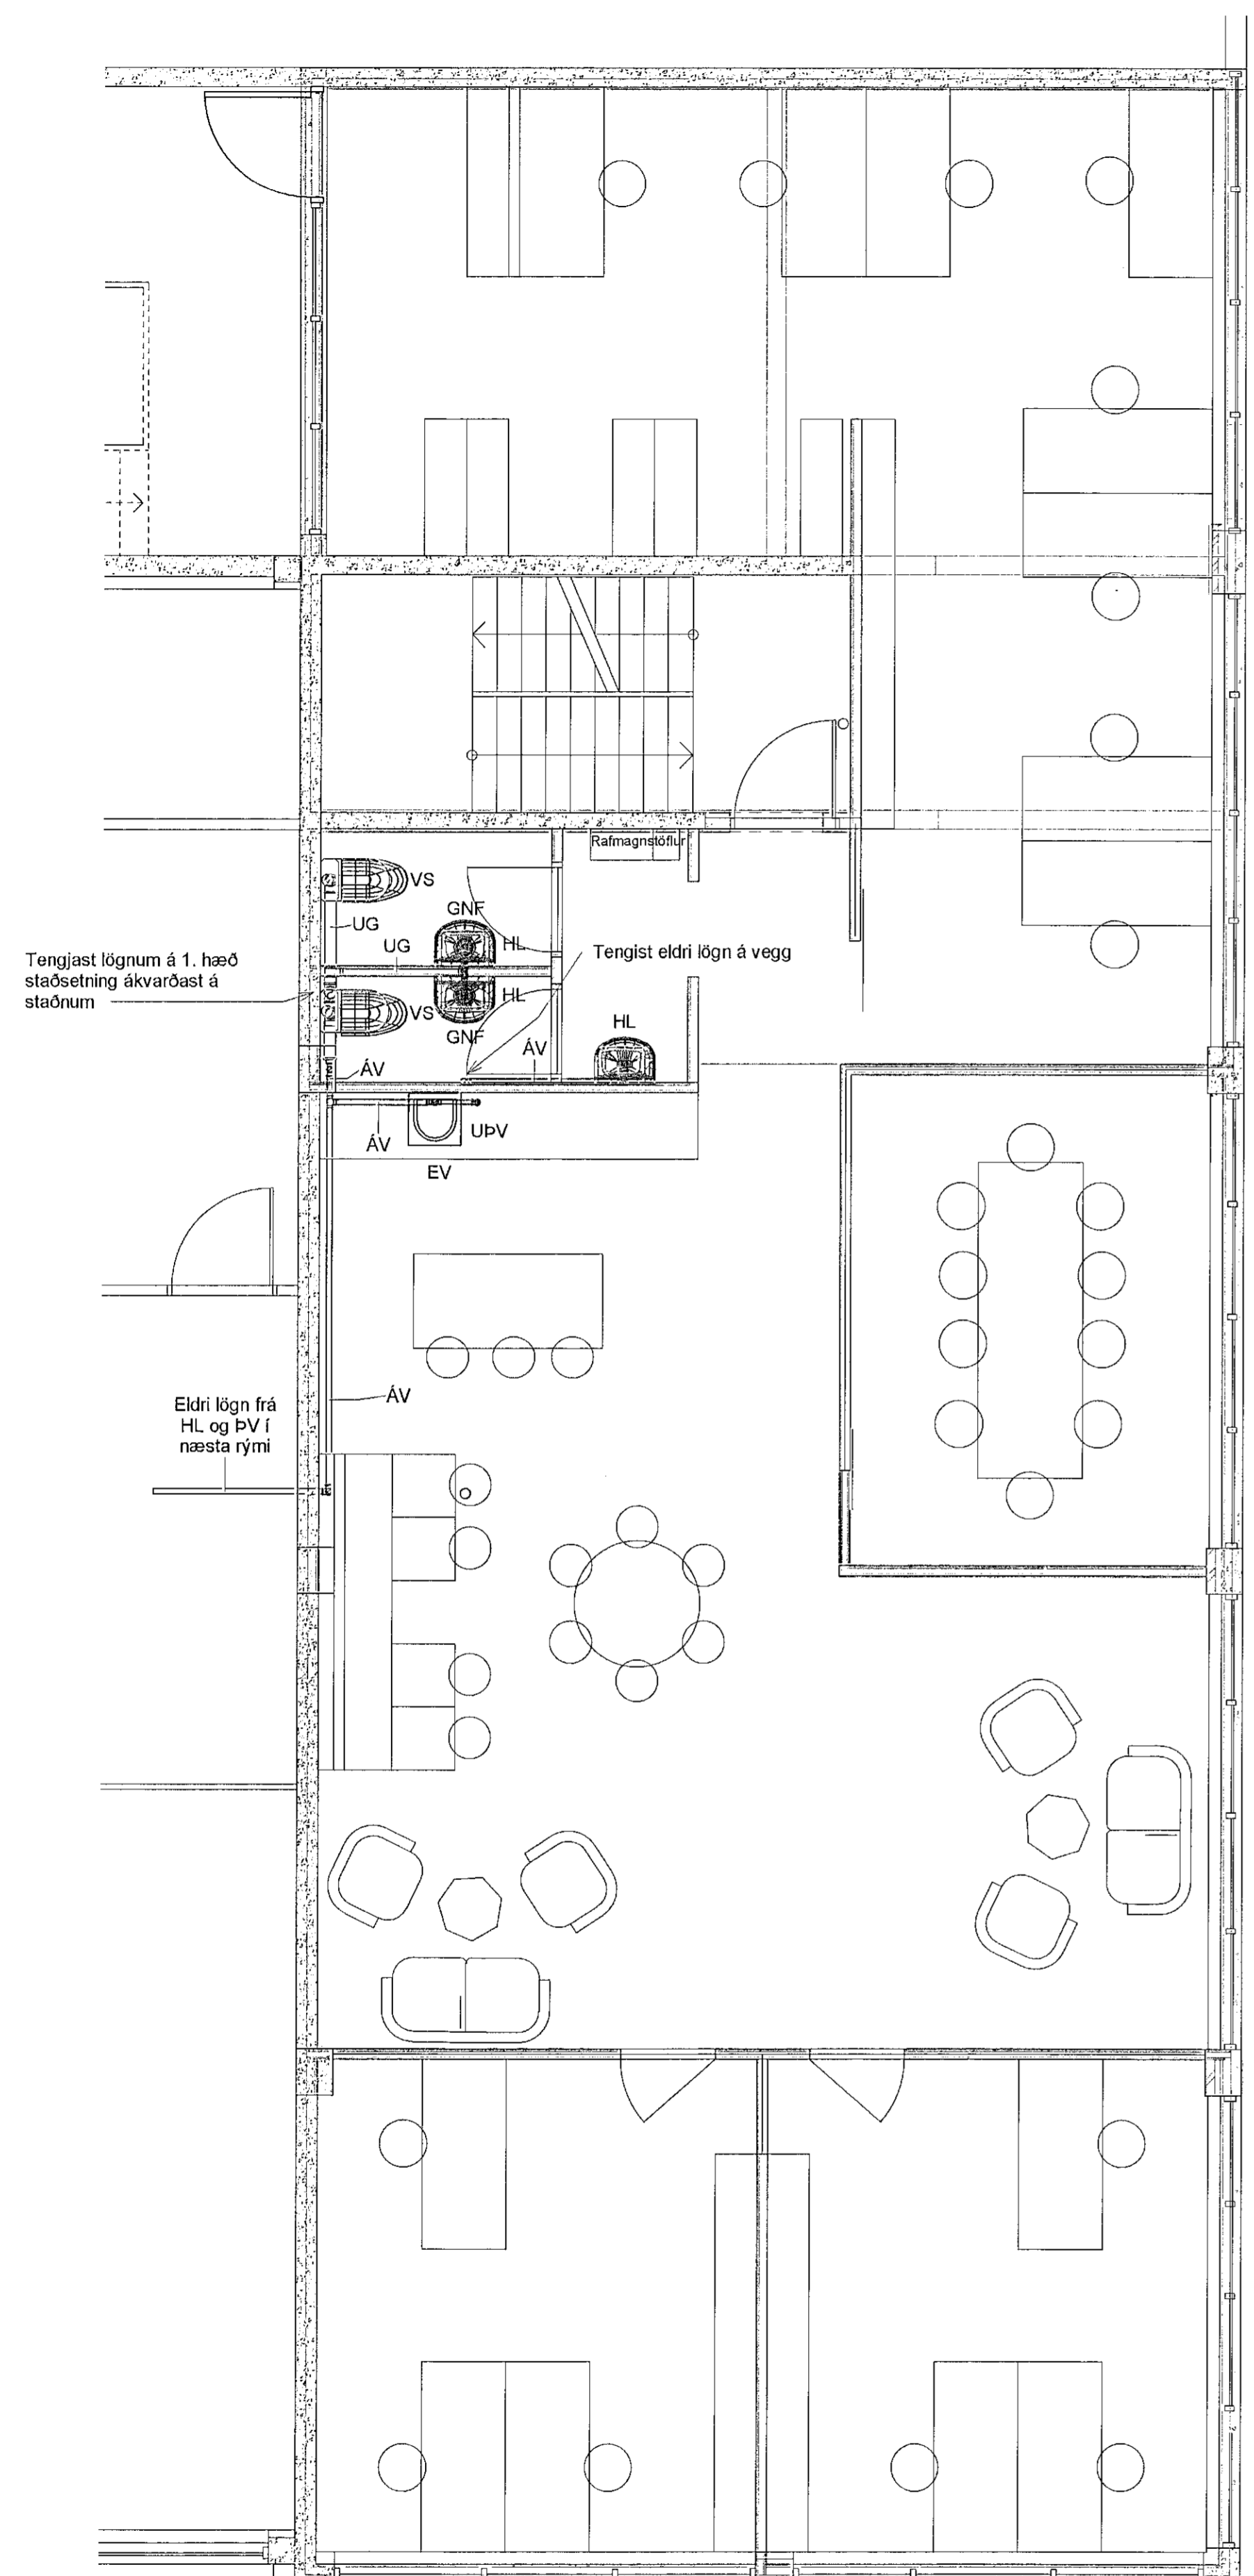 Rafmagnstöflur
VS
GNF
UG
UG
HL
Tengist eldri lögn á vegg
Tengjast lögnum á 1. hæð
staðsetning ákvarðast á
staðnum
HL
VS
GNF
HL
ÁV
ÁV
ÁV
UÞV
EV
ÁV
Eldri lögn frá
HL og ÞV í
næsta rými